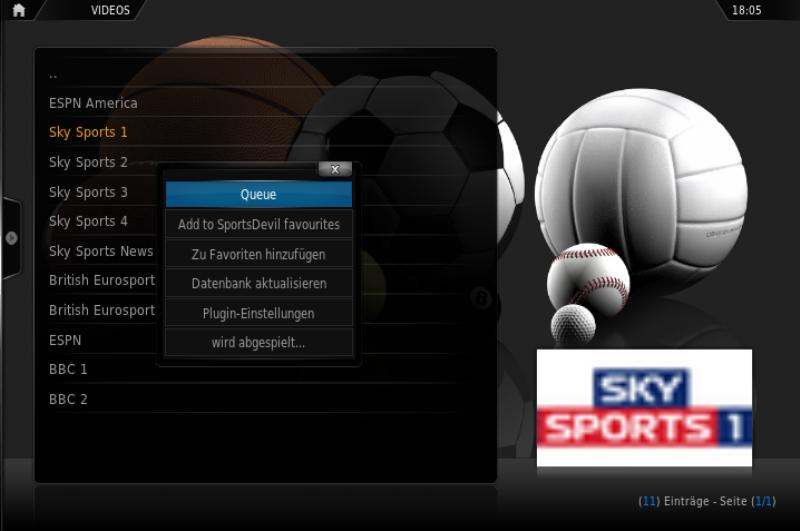 VIDEOS
18:05
..
ESPN America
Sky Sports 1
Sky Sports 2
Sky Sports 3
Sky Sports 4
Sky Sports News
British Eurosport
British Eurosport
ESPN
BBC 1
BBC 2
x
Queue
Add to SportsDevil favourites
Zu Favoriten hinzufügen
Datenbank aktualisieren
Plugin-Einstellungen
wird abgespielt...
8
SKY
SPORTS 1
(11) Einträge - Seite (1/1)